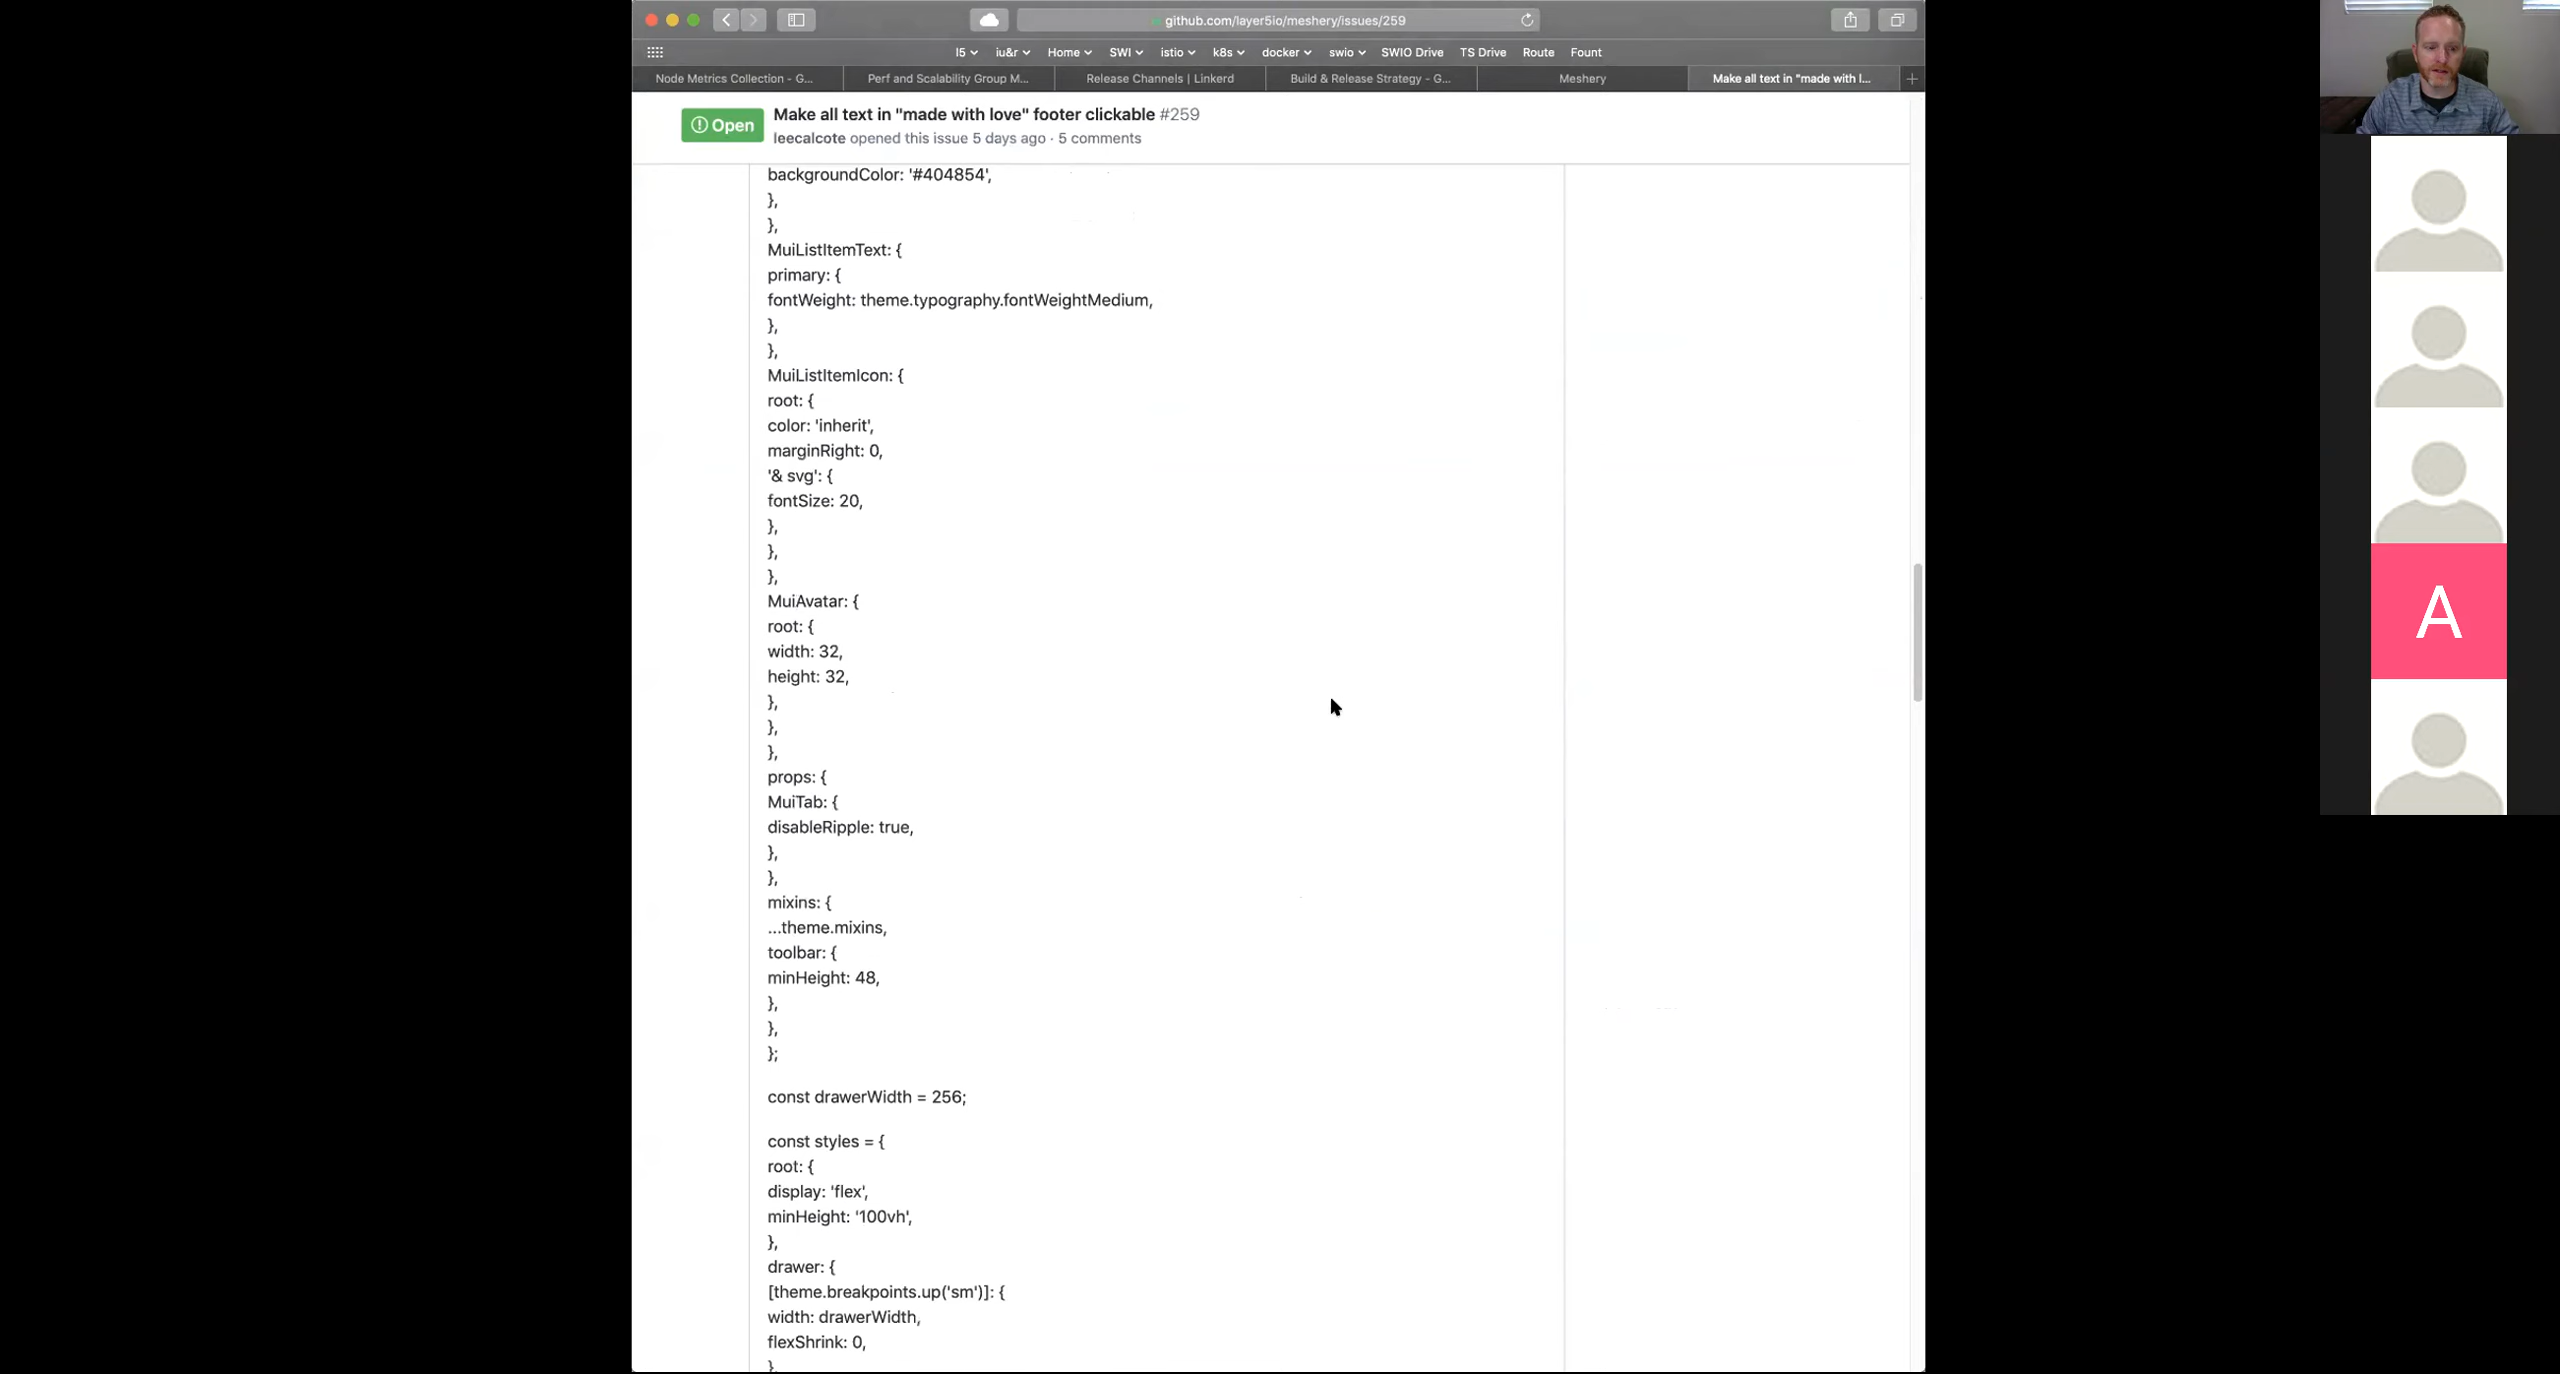 github.com/layer5io/meshery/issues/259
l5 iu&r Home SWI istio k8s docker swio SWIO Drive TS Drive Route Fount
Node Metrics Collection - G... Perf and Scalability Group M... Release Channels | Linkerd Build & Release Strategy - G... Meshery Make all text in "made with l...
Open
Make all text in "made with love" footer clickable #259
leecalcote opened this issue 5 days ago · 5 comments
backgroundColor: '#404854',
},
},
MuiListItemText: {
primary: {
fontWeight: theme.typography.fontWeightMedium,
},
},
MuiListItemIcon: {
root: {
color: 'inherit',
marginRight: 0,
'& svg': {
fontSize: 20,
},
},
},
MuiAvatar: {
root: {
width: 32,
height: 32,
},
},
},
props: {
MuiTab: {
disableRipple: true,
},
},
mixins: {
...theme.mixins,
toolbar: {
minHeight: 48,
},
},
};
const drawerWidth = 256;
const styles = {
root: {
display: 'flex',
minHeight: '100vh',
},
drawer: {
[theme.breakpoints.up('sm')]: {
width: drawerWidth,
flexShrink: 0,
},
A